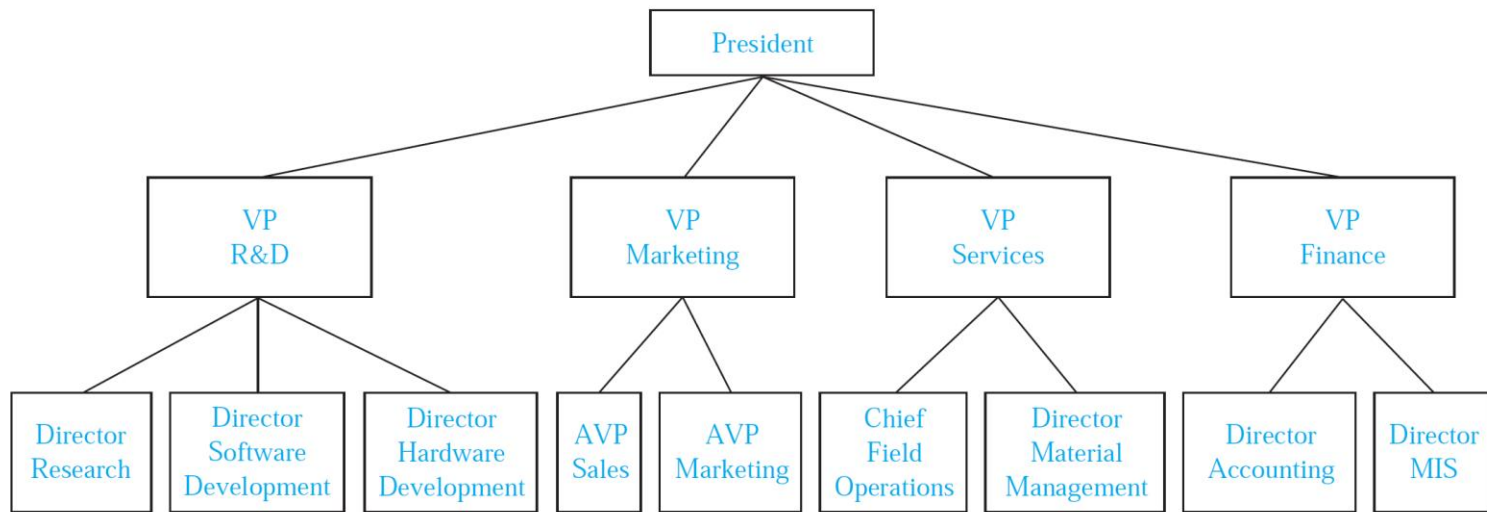 President
VP
R&D
VP
Marketing
VP
Services
VP
Finance
Director
Research
Director
Software
Development
Director
Hardware
Development
AVP
Sales
AVP
Marketing
Chief
Field
Operations
Director
Material
Management
Director
Accounting
Director
MIS